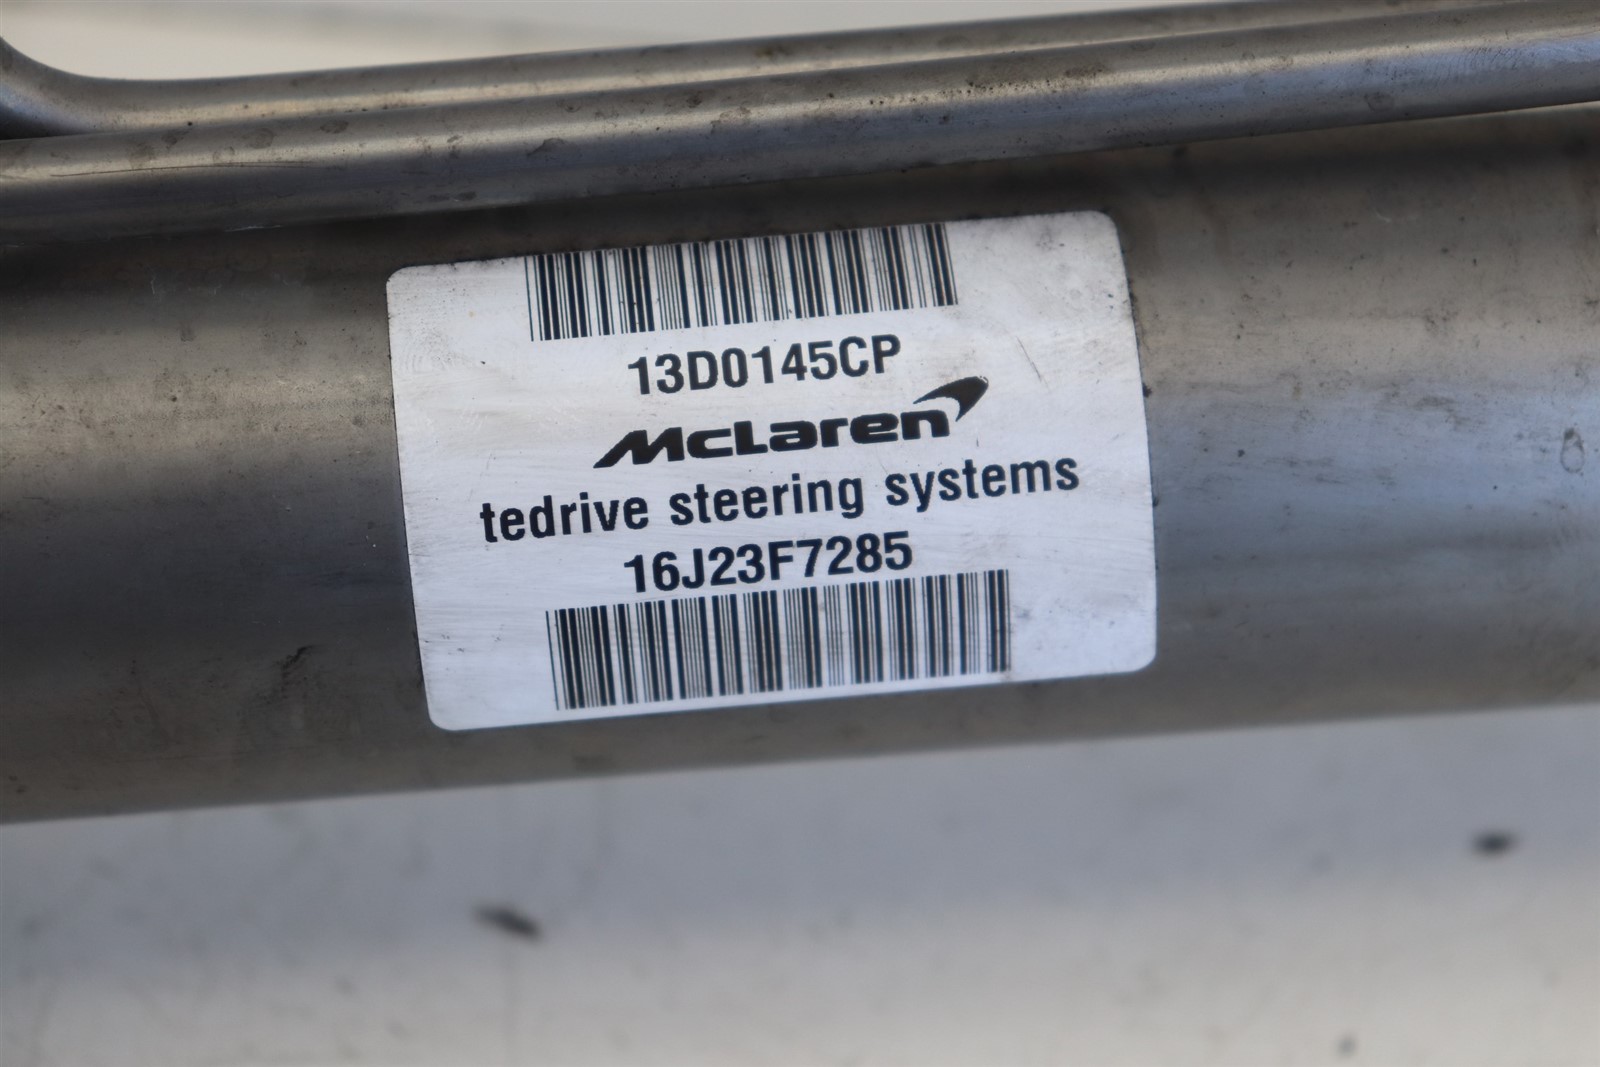 13D0145CP
McLaren
tedrive steering systems
16J23F7285